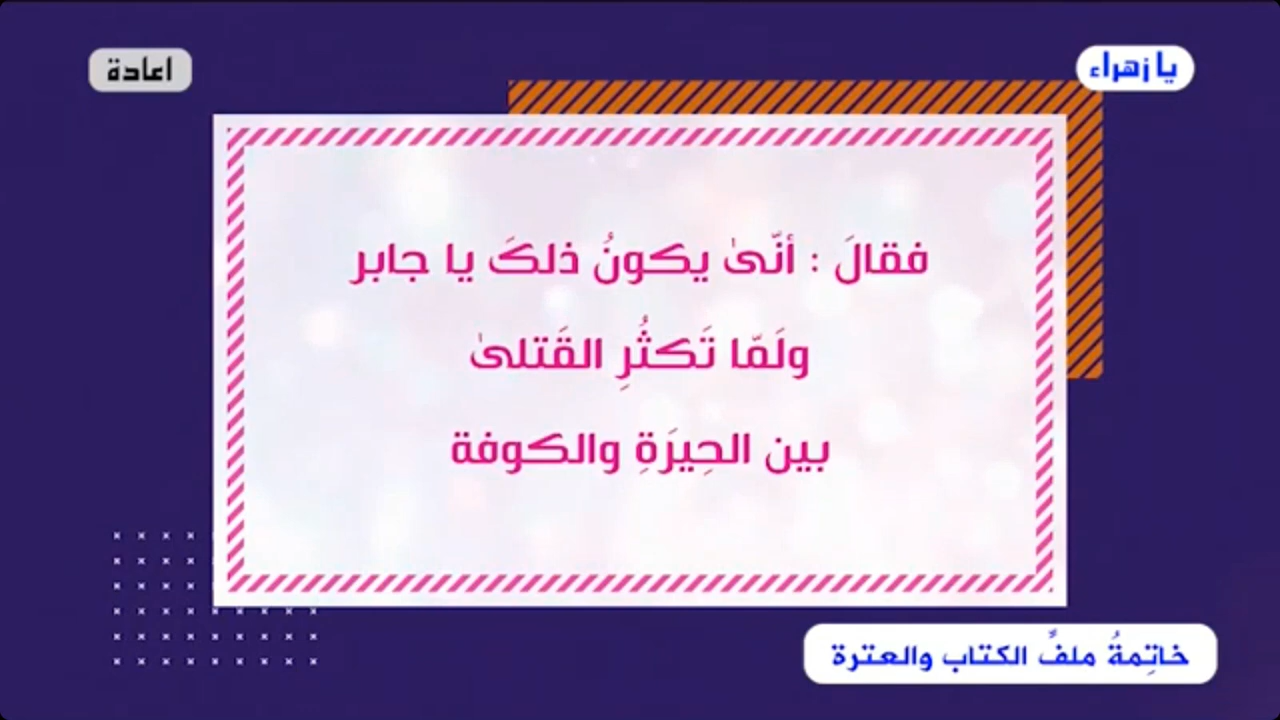 يا زهراء
اعادة
فقالَ : أنّىٰ يكونُ ذلكَ يا جابر
ولَمّا تَكثُرِ القَتلىٰ
بين الحِيرَةِ والكوفة
خاتِمةُ ملفِّ الكتاب والعترة